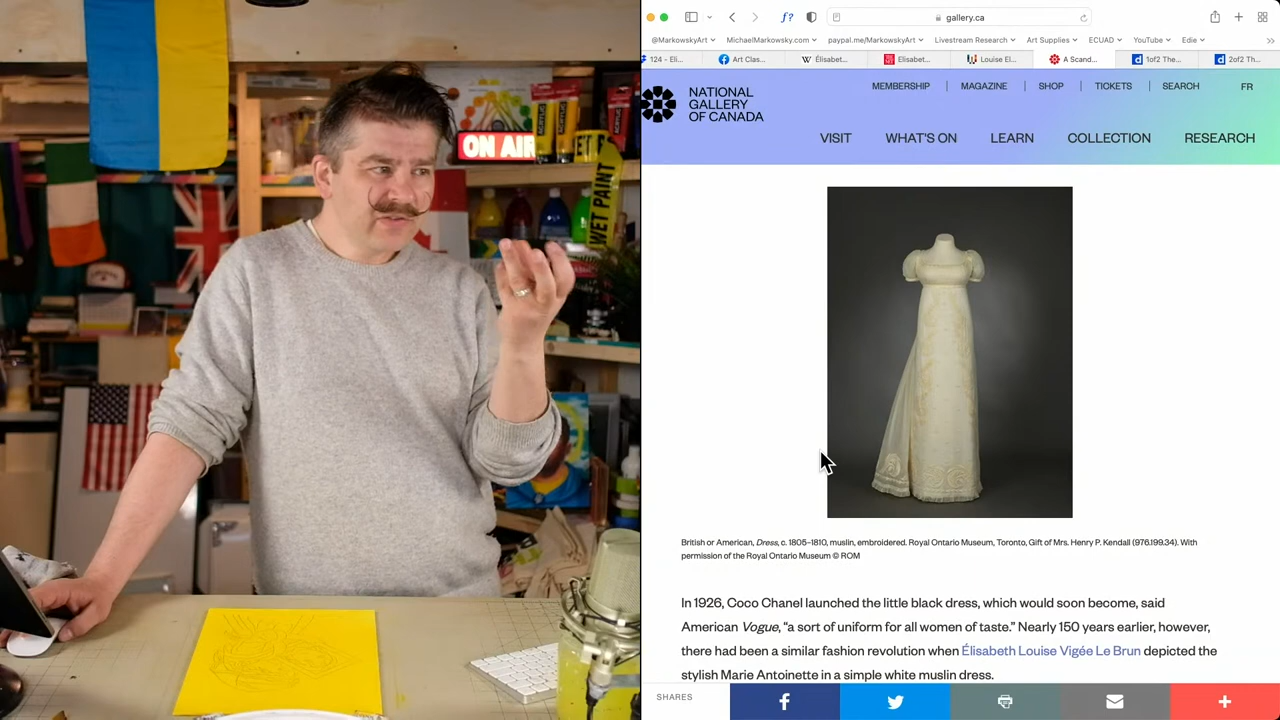 ON AIR
WET PAINT
gallery.ca
@MarkowskyArt
MichaelMarkowsky.com
paypal.me/MarkowskyArt
Livestream Research
Art Supplies
ECUAD
YouTube
Edie
124 - Eli...
Art Clas...
Élisabet...
Elisabet...
Louise El...
A Scand...
1of2 The...
2of2 Th...
NATIONAL
GALLERY
OF CANADA
MEMBERSHIP
MAGAZINE
SHOP
TICKETS
SEARCH
FR
VISIT
WHAT'S ON
LEARN
COLLECTION
RESEARCH
British or American, Dress, c. 1805–1810, muslin, embroidered. Royal Ontario Museum, Toronto, Gift of Mrs. Henry P. Kendall (976.199.34). With
permission of the Royal Ontario Museum © ROM
In 1926, Coco Chanel launched the little black dress, which would soon become, said
American Vogue, “a sort of uniform for all women of taste.” Nearly 150 years earlier, however,
there had been a similar fashion revolution when Élisabeth Louise Vigée Le Brun depicted the
stylish Marie Antoinette in a simple white muslin dress.
SHARES